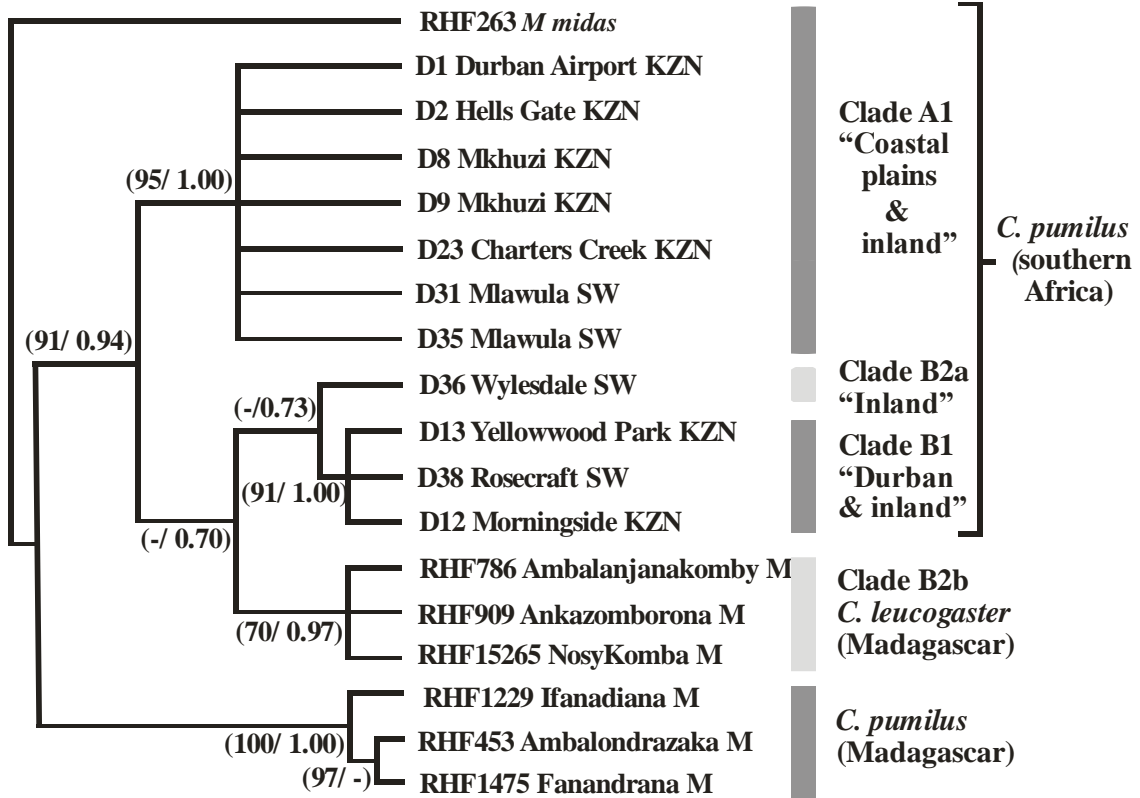 RHF263 M midas
D1 Durban Airport KZN
D2 Hells Gate KZN
D8 Mkhuzi KZN
D9 Mkhuzi KZN
D23 Charters Creek KZN
D31 Mlawula SW
D35 Mlawula SW
D36 Wylesdale SW
D13 Yellowwood Park KZN
D38 Rosecraft SW
D12 Morningside KZN
RHF786 Ambalanjanakomby M
RHF909 Ankazomborona M
RHF15265 NosyKomba M
RHF1229 Ifanadiana M
RHF453 Ambalondrazaka M
RHF1475 Fanandrana M
(95/ 1.00)
(91/ 0.94)
(-/0.73)
(91/ 1.00)
(-/ 0.70)
(70/ 0.97)
(100/ 1.00)
(97/ -)
Clade A1
“Coastal
plains
&
inland”
Clade B2a
“Inland”
Clade B1
“Durban
& inland”
Clade B2b
C. leucogaster
(Madagascar)
C. pumilus
(Madagascar)
C. pumilus
(southern
Africa)